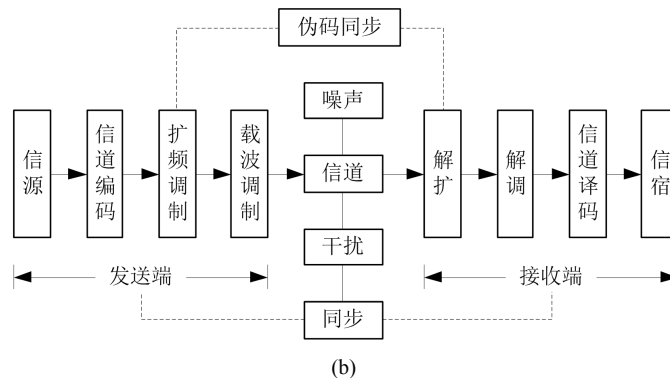 伪码同步
噪声
信源
信道编码
扩频调制
载波调制
信道
解扩
解调
信道译码
信宿
干扰
发送端
接收端
同步
(b)